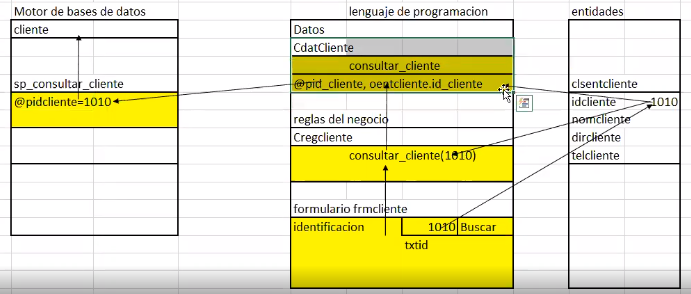 Motor de bases de datos
cliente
sp_consultar_cliente
@pidcliente=1010
lenguaje de programacion
Datos
CdatCliente
consultar_cliente
@pid_cliente, oentcliente.id_cliente
reglas del negocio
Cregcliente
consultar_cliente(1010)
formulario frmcliente
identificacion 1010 Buscar
txtid
entidades
clsentcliente
idcliente 1010
nomcliente
dircliente
telcliente